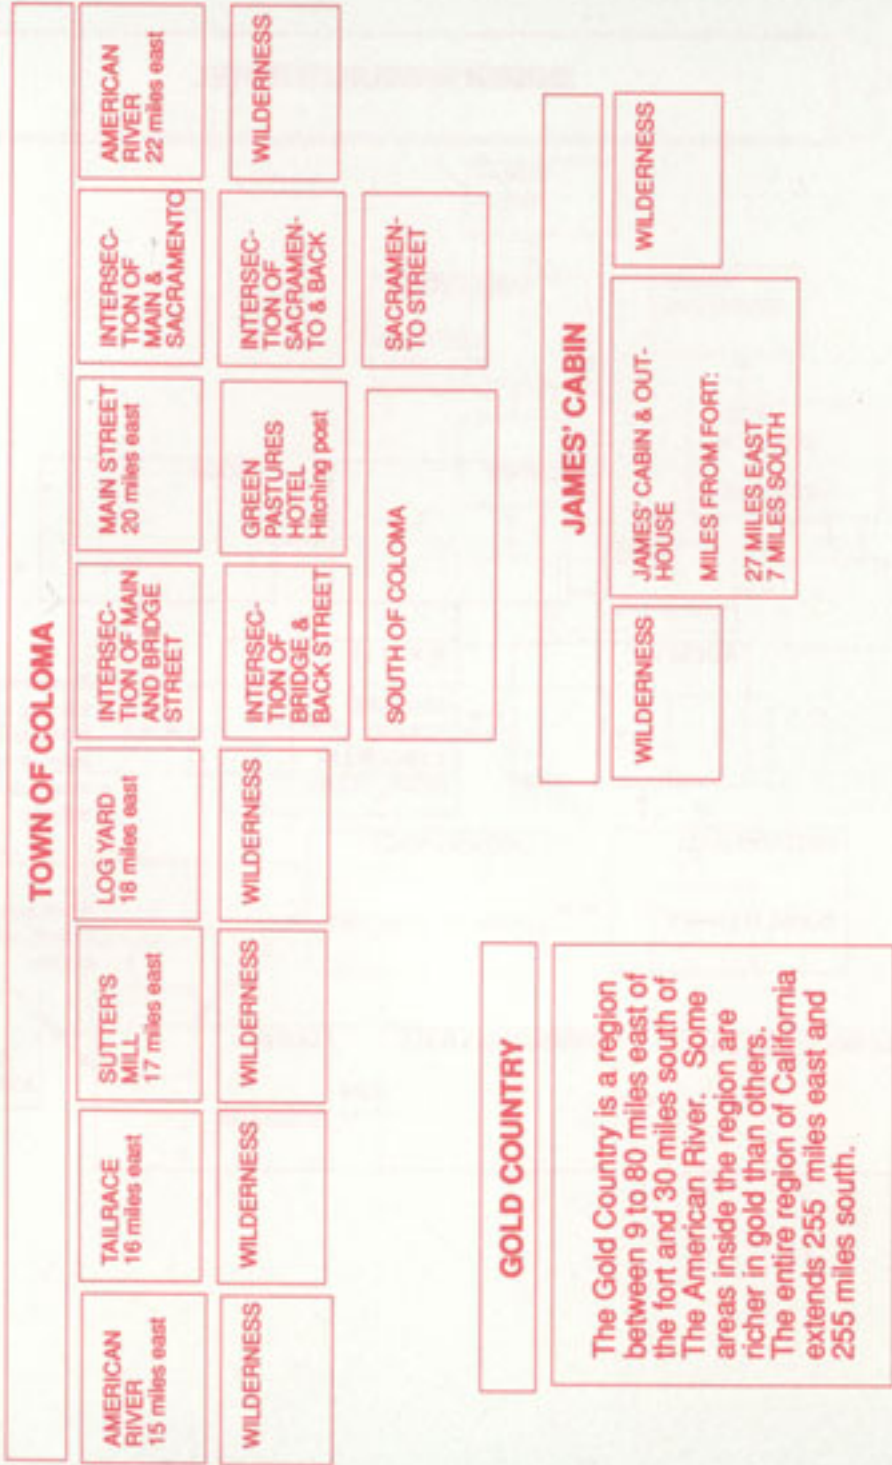 TOWN OF COLOMA
AMERICAN
RIVER
15 miles east
TAILRACE
16 miles east
SUTTER'S
MILL
17 miles east
LOG YARD
18 miles east
INTERSEC-
TION OF MAIN
AND BRIDGE
STREET
MAIN STREET
20 miles east
INTERSEC-
TION OF
MAIN &
SACRAMENTO
AMERICAN
RIVER
22 miles east
WILDERNESS
WILDERNESS
WILDERNESS
WILDERNESS
INTERSEC-
TION OF
BRIDGE &
BACK STREET
GREEN
PASTURES
HOTEL
Hitching post
INTERSEC-
TION OF
SACRAMEN-
TO & BACK
WILDERNESS
SOUTH OF COLOMA
SACRAMEN-
TO STREET
GOLD COUNTRY
The Gold Country is a region
between 9 to 80 miles east of
the fort and 30 miles south of
The American River. Some
areas inside the region are
richer in gold than others.
The entire region of California
extends 255 miles east and
255 miles south.
JAMES' CABIN
WILDERNESS
JAMES' CABIN & OUT-
HOUSE
MILES FROM FORT:
27 MILES EAST
7 MILES SOUTH
WILDERNESS